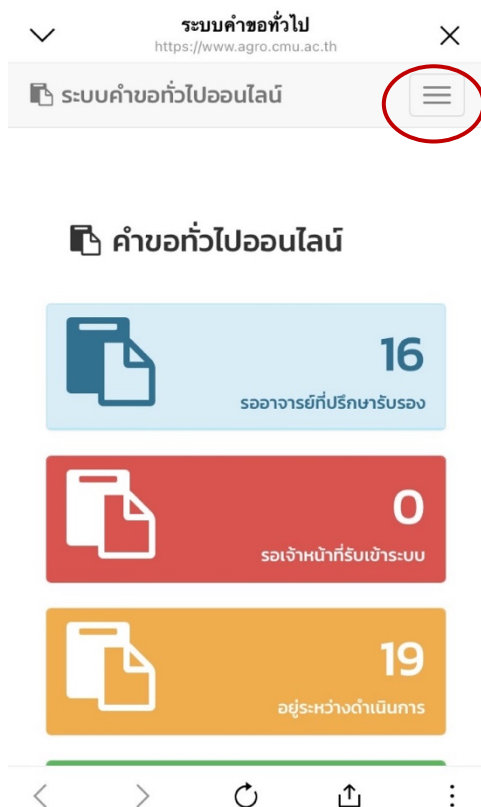 ระบบคำขอทั่วไป
https://www.agro.cmu.ac.th
ระบบคำขอทั่วไปออนไลน์
คำขอทั่วไปออนไลน์
16
รออาจารย์ที่ปรึกษารับรอง
0
รอเจ้าหน้าที่รับเข้าระบบ
19
อยู่ระหว่างดำเนินการ